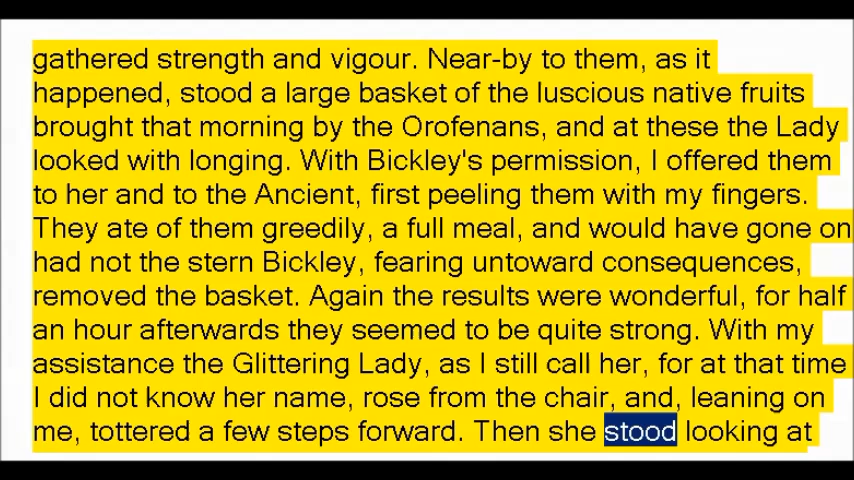 gathered strength and vigour. Near-by to them, as it
happened, stood a large basket of the luscious native fruits
brought that morning by the Orofenans, and at these the Lady
looked with longing. With Bickley's permission, I offered them
to her and to the Ancient, first peeling them with my fingers.
They ate of them greedily, a full meal, and would have gone on
had not the stern Bickley, fearing untoward consequences,
removed the basket. Again the results were wonderful, for half
an hour afterwards they seemed to be quite strong. With my
assistance the Glittering Lady, as I still call her, for at that time
I did not know her name, rose from the chair, and, leaning on
me, tottered a few steps forward. Then she stood looking at